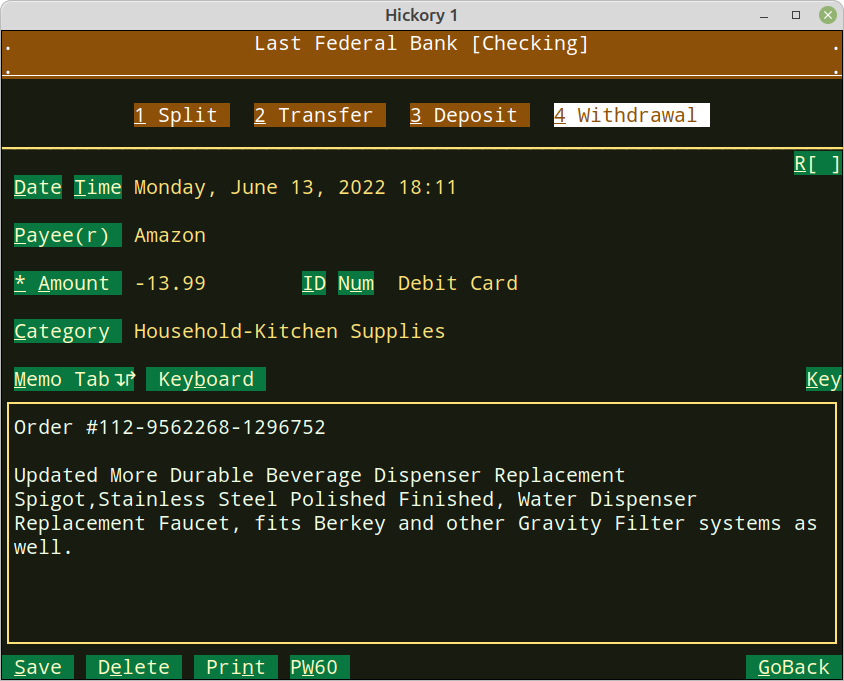 Hickory 1
Last Federal Bank [Checking]
1 Split 2 Transfer 3 Deposit 4 Withdrawal
R[ ]
Date Time Monday, June 13, 2022 18:11
Payee(r) Amazon
* Amount -13.99 ID Num Debit Card
Category Household-Kitchen Supplies
Memo Tab Keyboard Key
Order #112-9562268-1296752
Updated More Durable Beverage Dispenser Replacement
Spigot,Stainless Steel Polished Finished, Water Dispenser
Replacement Faucet, fits Berkey and other Gravity Filter systems as
well.
Save Delete Print PW60 GoBack